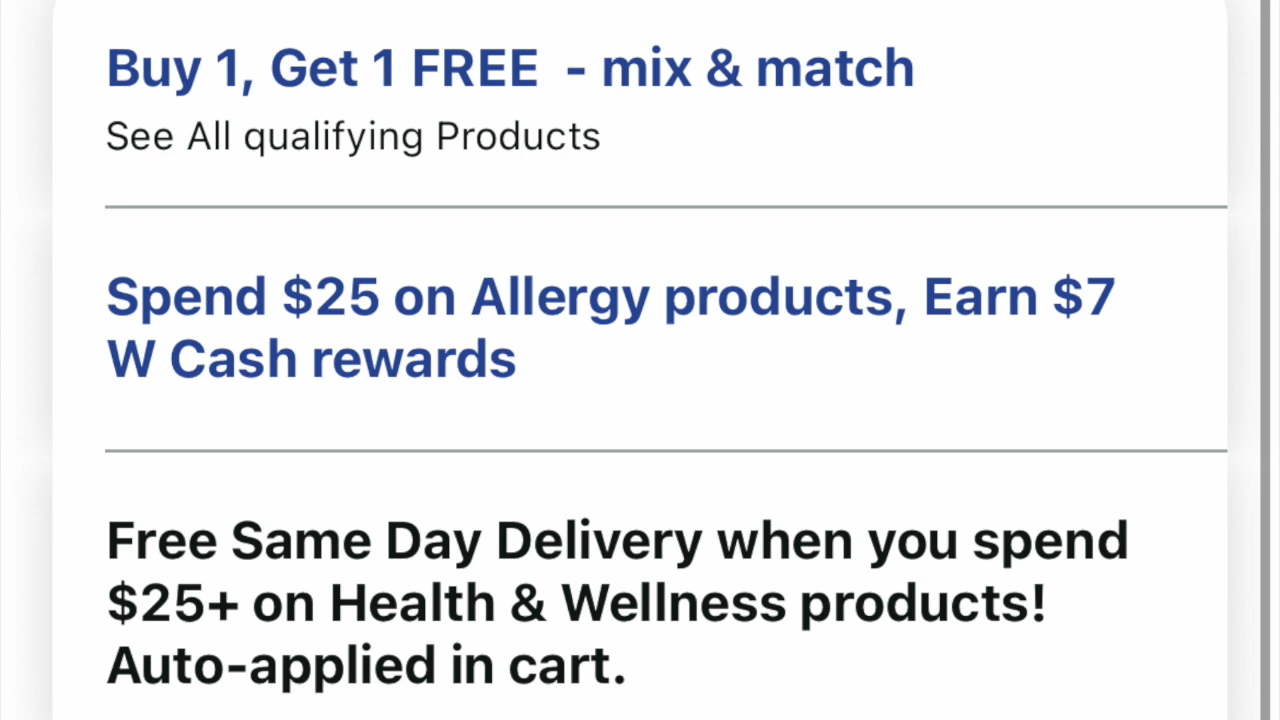 Buy 1, Get 1 FREE - mix & match
See All qualifying Products
Spend $25 on Allergy products, Earn $7
W Cash rewards
Free Same Day Delivery when you spend
$25+ on Health & Wellness products!
Auto-applied in cart.